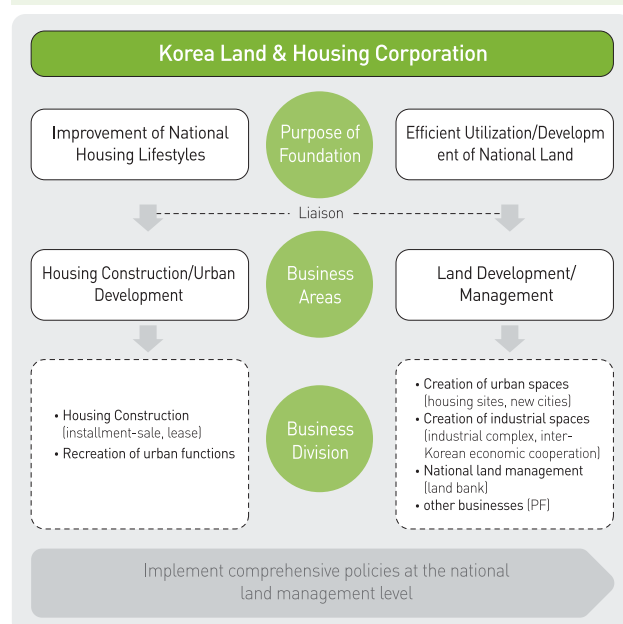 Korea Land & Housing Corporation
Improvement of National
Housing Lifestyles
Purpose of
Foundation
Efficient Utilization/Developm
ent of National Land
Liaison
Housing Construction/Urban
Development
Business
Areas
Land Development/
Management
• Housing Construction
(installment-sale, lease)
• Recreation of urban functions
Business
Division
• Creation of urban spaces
(housing sites, new cities)
• Creation of industrial spaces
(industrial complex, inter-
Korean economic cooperation)
• National land management
(land bank)
• other businesses (PF)
Implement comprehensive policies at the national
land management level